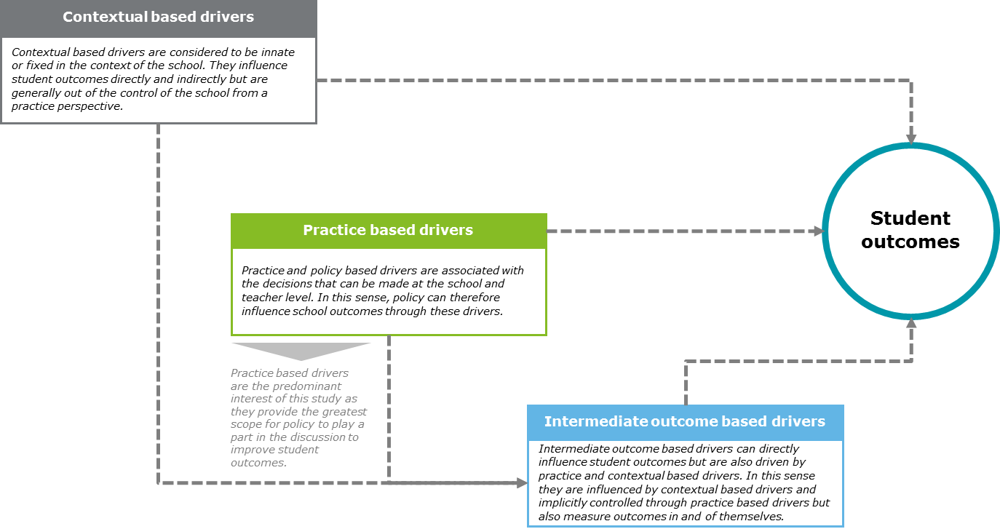 Contextual based drivers
Contextual based drivers are considered to be innate
or fixed in the context of the school. They influence
student outcomes directly and indirectly but are
generally out of the control of the school from a
practice perspective.
Student
outcomes
Practice based drivers
Practice and policy based drivers are associated with
the decisions that can be made at the school and
teacher level. In this sense, policy can therefore
influence school outcomes through these drivers.
Practice based drivers
are the predominant
interest of this study as
they provide the greatest
scope for policy to play a
part in the discussion to
improve student
outcomes.
Intermediate outcome based drivers
Intermediate outcome based drivers can directly
influence student outcomes but are also driven by
practice and contextual based drivers. In this sense
they are influenced by contextual based drivers and
implicitly controlled through practice based drivers but
also measure outcomes in and of themselves.